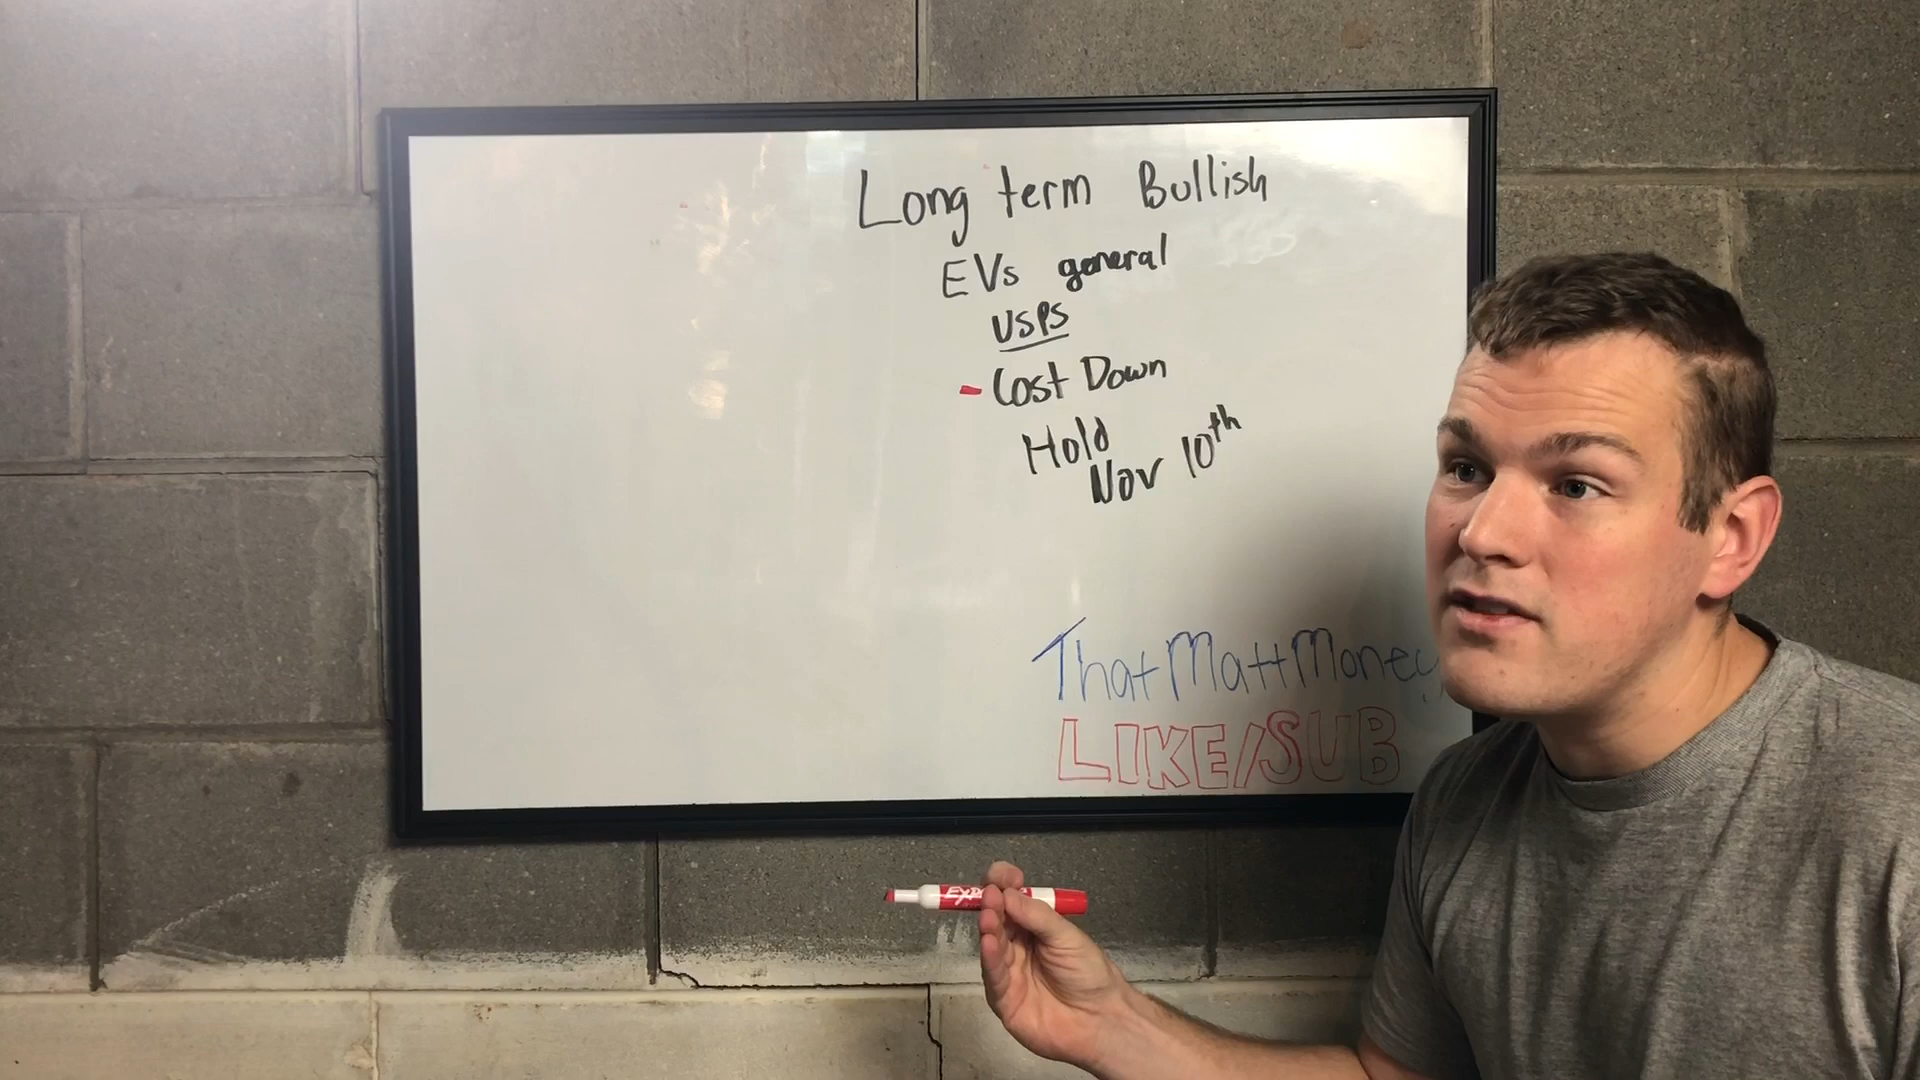 Long term Bullish
EVs general
USPS
- Cost Down
Hold
Nov 10th
ThatMattMoney
LIKE/SUB